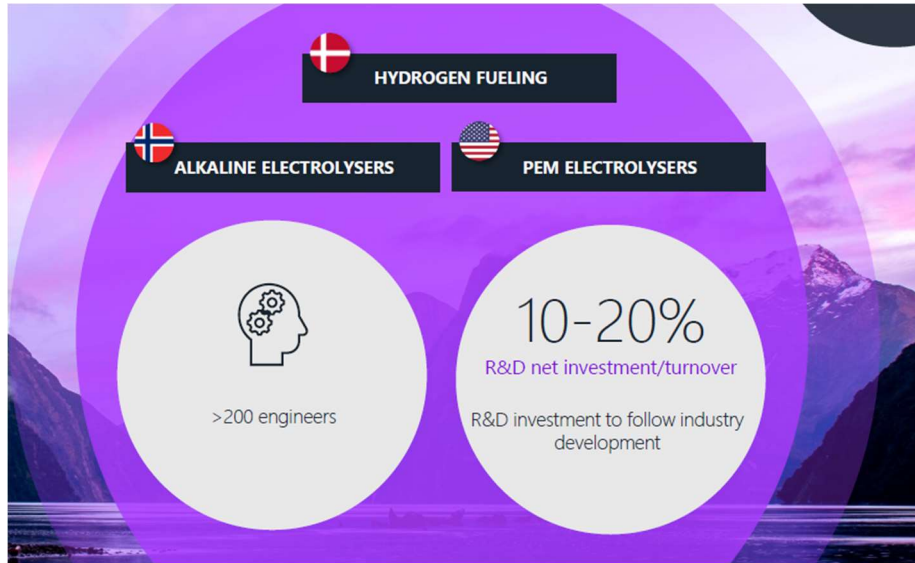 HYDROGEN FUELING
ALKALINE ELECTROLYSERS
PEM ELECTROLYSERS
>200 engineers
10-20%
R&D net investment/turnover
R&D investment to follow industry
development